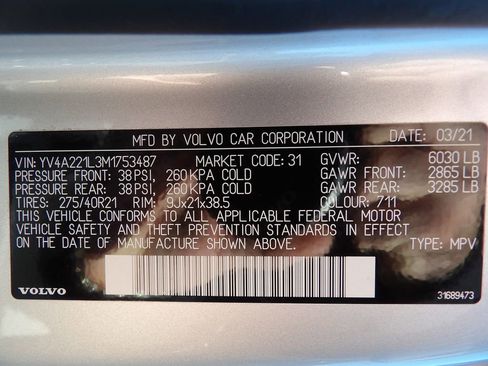 MFD BY VOLVO CAR CORPORATION DATE: 03/21
VIN: YV4A221L3M1753487 MARKET CODE: 31 GVWR: 6030 LB
PRESSURE FRONT: 38 PSI, 260 KPA COLD GAWR FRONT: 2865 LB
PRESSURE REAR: 38 PSI, 260 KPA COLD GAWR REAR: 3285 LB
TIRES: 275/40R21 RIM: 9Jx21x38.5 COLOUR: 711
THIS VEHICLE CONFORMS TO ALL APPLICABLE FEDERAL MOTOR
VEHICLE SAFETY AND THEFT PREVENTION STANDARDS IN EFFECT
ON THE DATE OF MANUFACTURE SHOWN ABOVE. TYPE: MPV
VOLVO 31689473